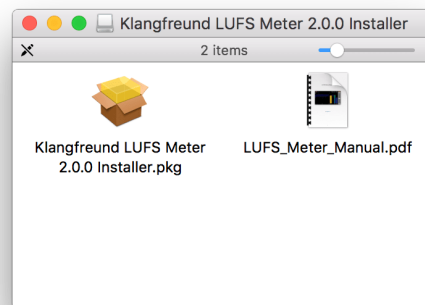 Klangfreund LUFS Meter 2.0.0 Installer
2 items
Klangfreund LUFS Meter
2.0.0 Installer.pkg
LUFS_Meter_Manual.pdf